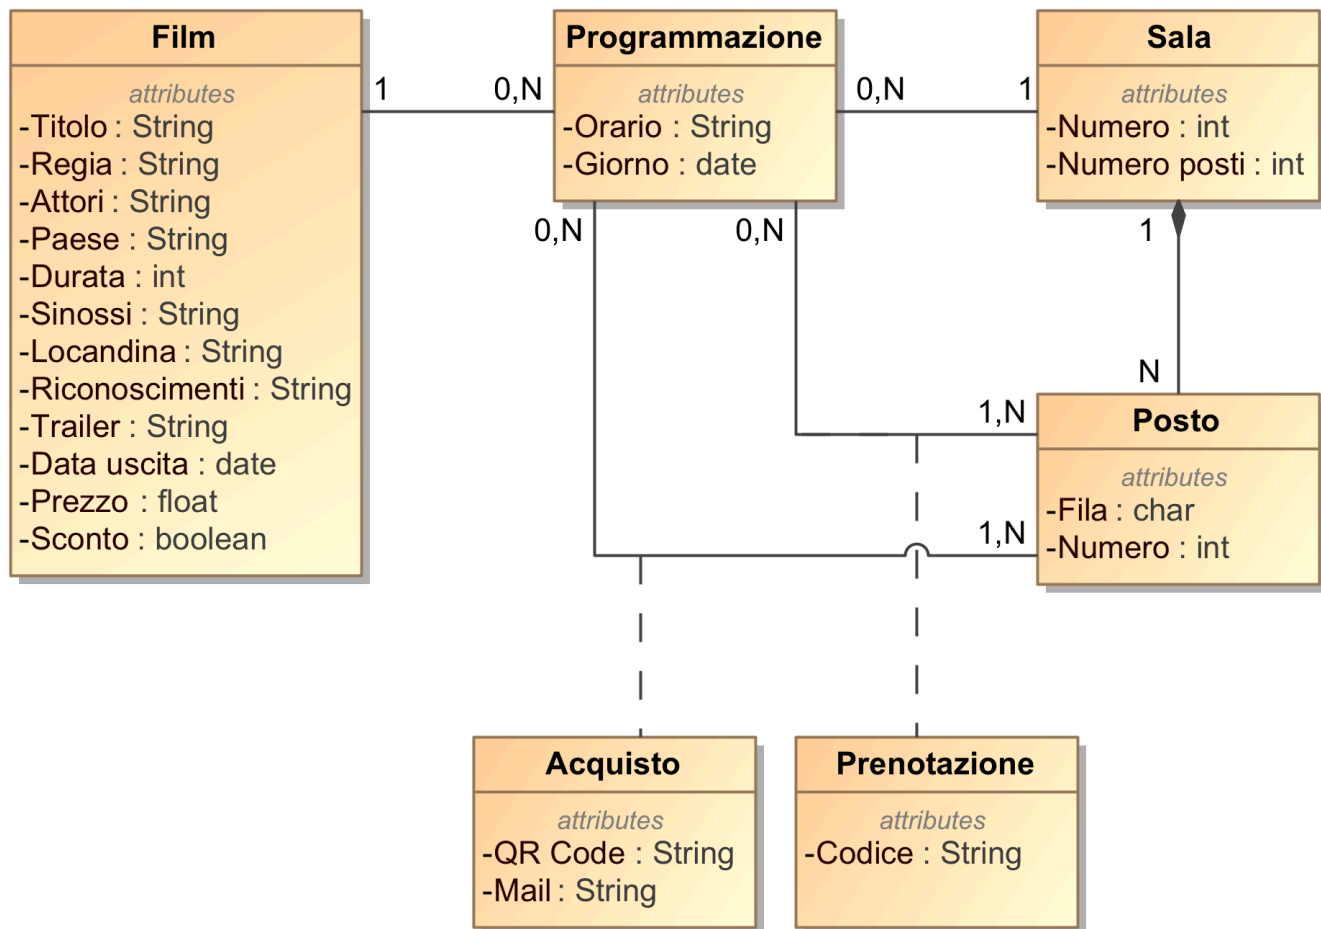 Film
attributes
-Titolo : String
-Regia : String
-Attori : String
-Paese : String
-Durata : int
-Sinossi : String
-Locandina : String
-Riconoscimenti : String
-Trailer : String
-Data uscita : date
-Prezzo : float
-Sconto : boolean
1
0,N
Programmazione
attributes
-Orario : String
-Giorno : date
0,N
1
Sala
attributes
-Numero : int
-Numero posti : int
0,N
0,N
1
N
1,N
1,N
Posto
attributes
-Fila : char
-Numero : int
Acquisto
attributes
-QR Code : String
-Mail : String
Prenotazione
attributes
-Codice : String